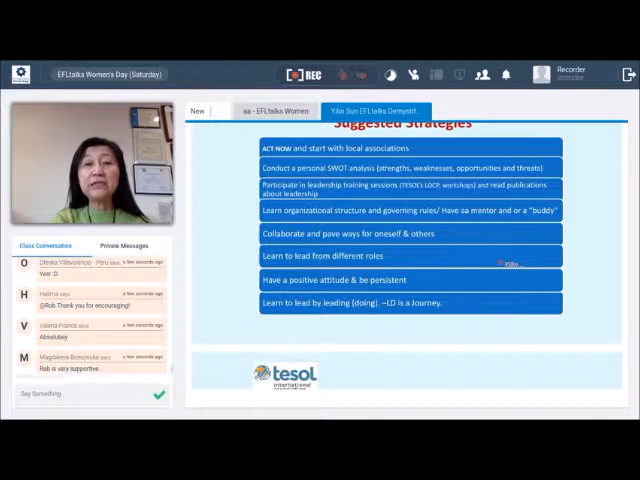 EFLtalks Women's Day (Saturday)
REC
Recorder
New
aa - EFLtalks Women
Yilin Sun EFLtalks Demystif...
Suggested Strategies
ACT NOW and start with local associations
Conduct a personal SWOT analysis (strengths, weaknesses, opportunities and threats)
Participate in leadership training sessions (TESOL's LDCP, workshops) and read publications
about leadership
Learn organizational structure and governing rules/ Have aa mentor and or a "buddy"
Collaborate and pave ways for oneself & others
Learn to lead from different roles
Yilin...
Have a positive attitude & be persistent
Learn to lead by leading (doing). –LD is a Journey.
tesol
international
association
Class Conversation
Private Messages
O
Olenka Villavicencio - Peru says: a few seconds ago
Yes! :D
H
Halima says: a few seconds ago
@Rob Thank you for encouraging!
V
Valeria Franca says: a few seconds ago
Absolutely
M
Magdalena Brzezinska says: a few seconds ago
Rob is very supportive.
Say Something